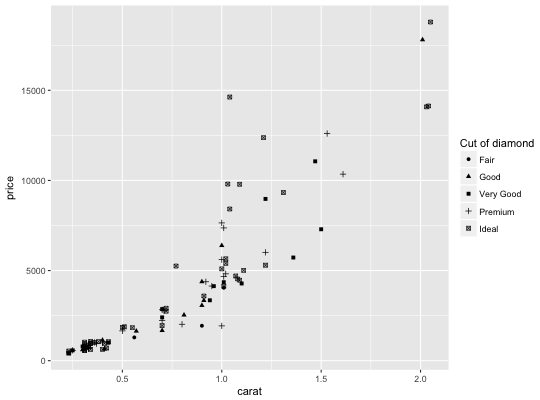 15000
10000
5000
0
price
0.5 1.0 1.5 2.0
carat
Cut of diamond
Fair
Good
Very Good
Premium
Ideal